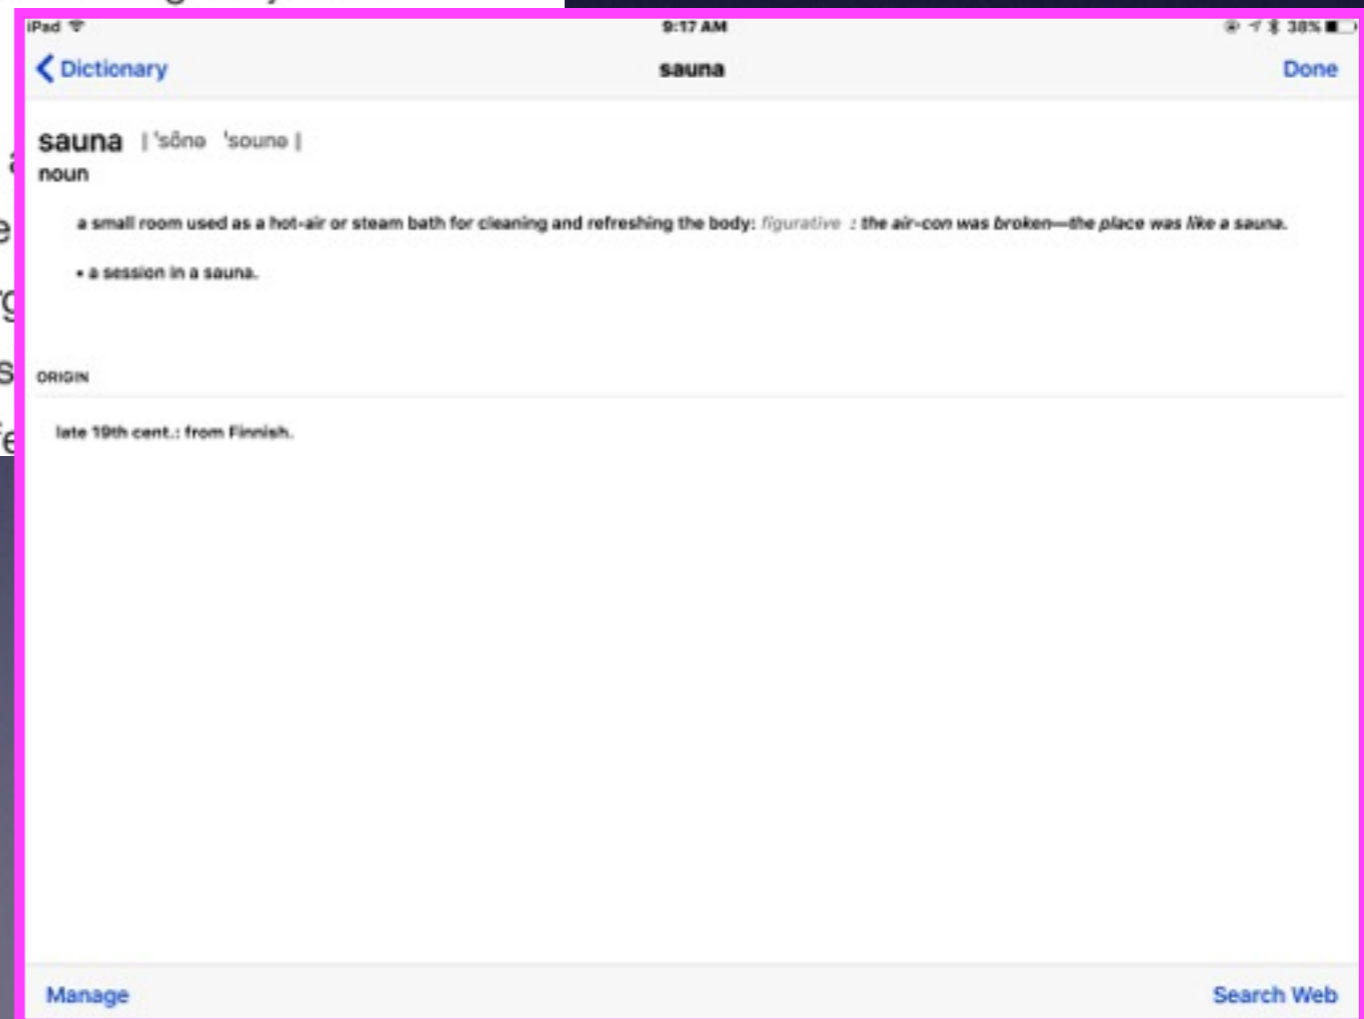 iPad 9:17 AM 38%
Dictionary sauna Done
sauna | ˈsônə ˈsounə |
noun
a small room used as a hot-air or steam bath for cleaning and refreshing the body: figurative : the air-con was broken—the place was like a sauna.
• a session in a sauna.
ORIGIN
late 19th cent.: from Finnish.
Manage Search Web